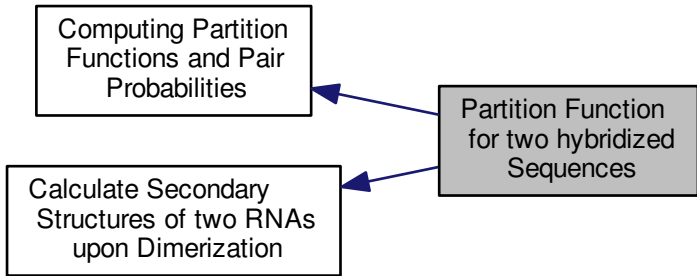 Computing Partition
Functions and Pair
Probabilities
Partition Function
for two hybridized
Sequences
Calculate Secondary
Structures of two RNAs
upon Dimerization